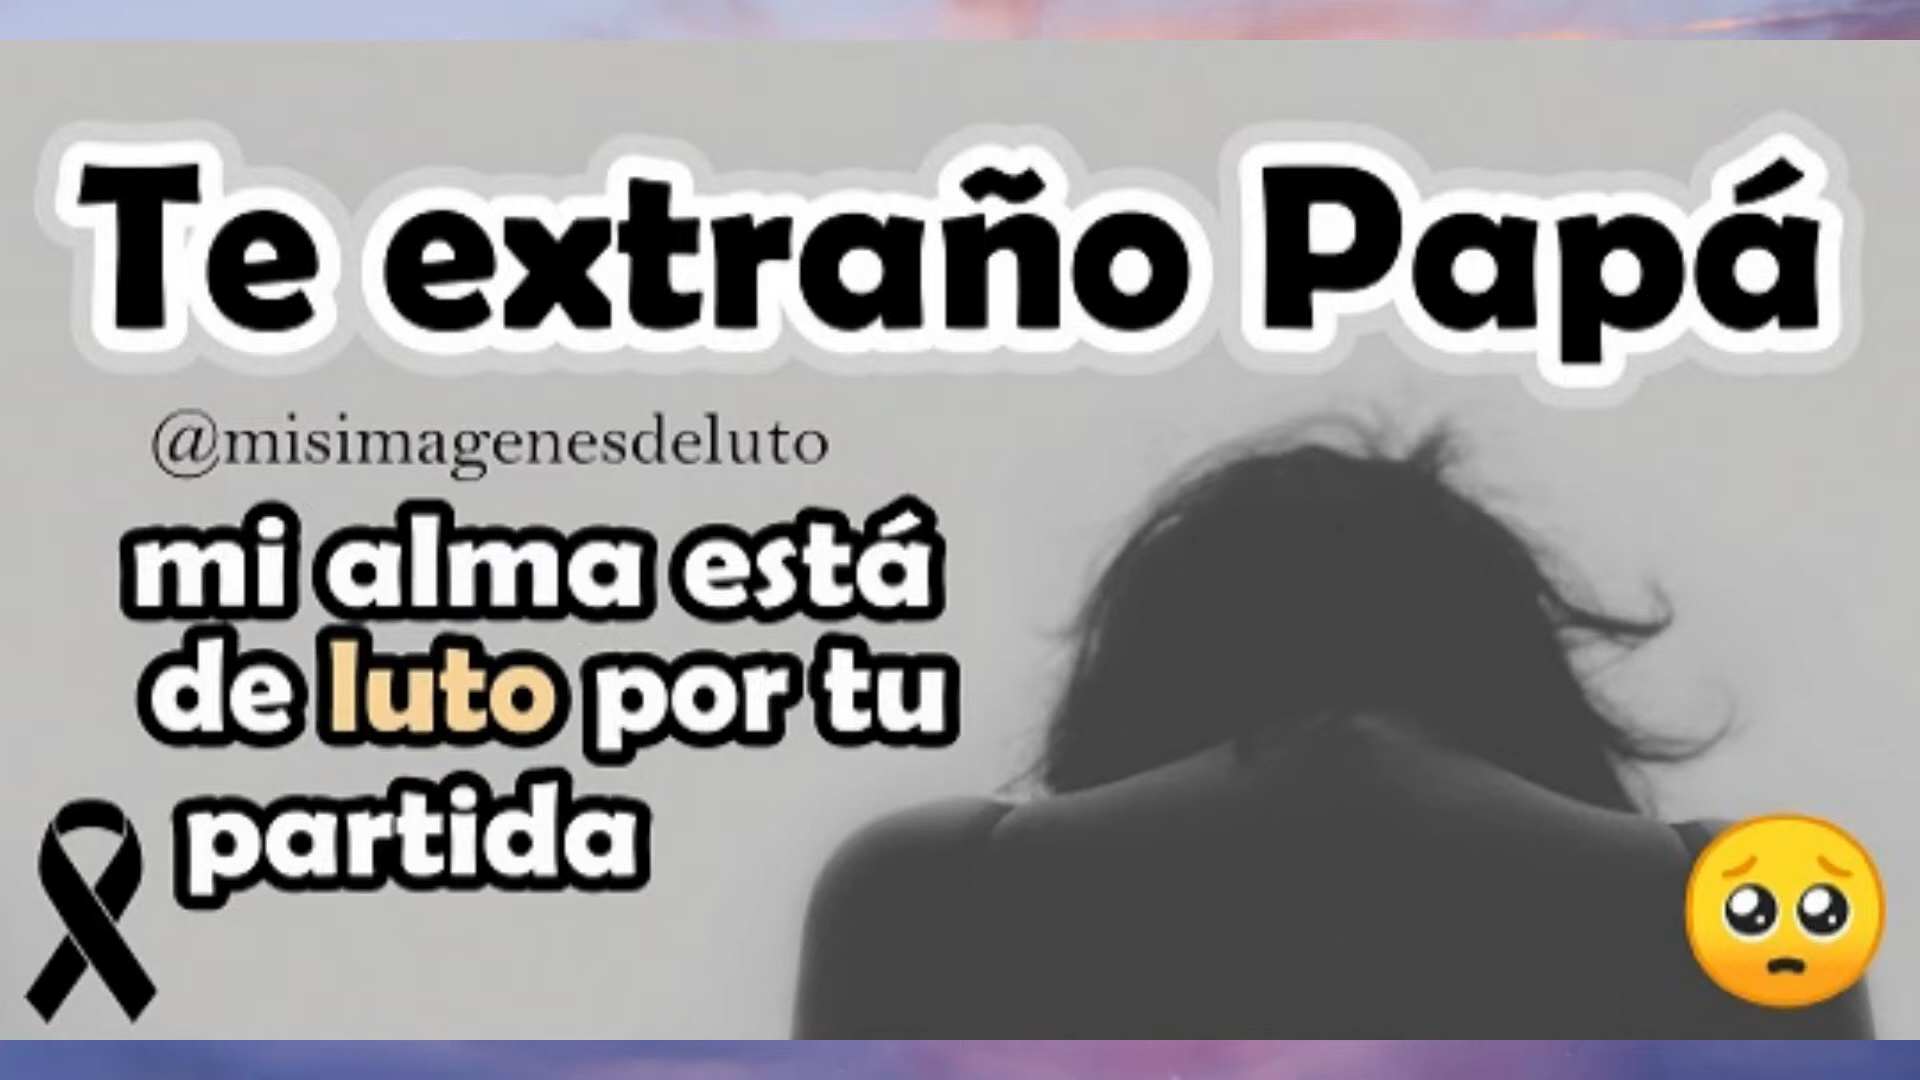 Te extraño Papá
@misimagenesdeluto
mi alma está
de luto por tu
partida